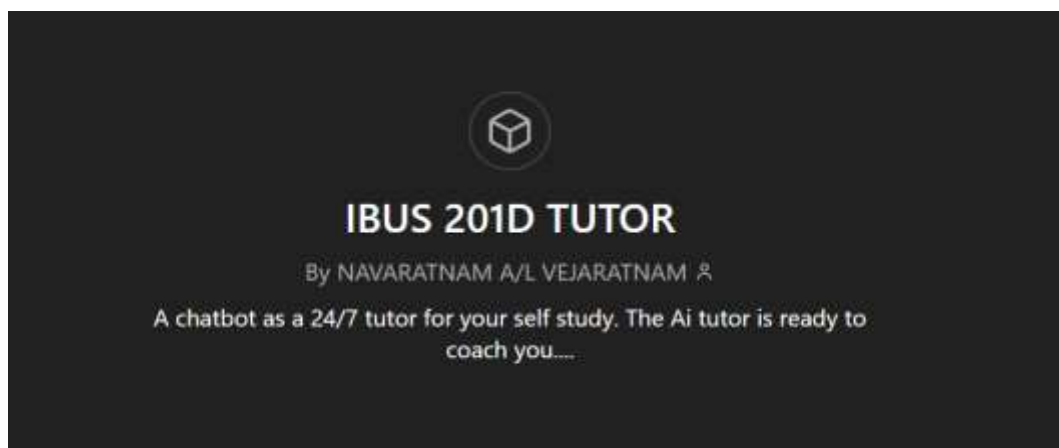 IBUS 201D TUTOR
By NAVARATNAM A/L VEJARATNAM
A chatbot as a 24/7 tutor for your self study. The Ai tutor is ready to
coach you....